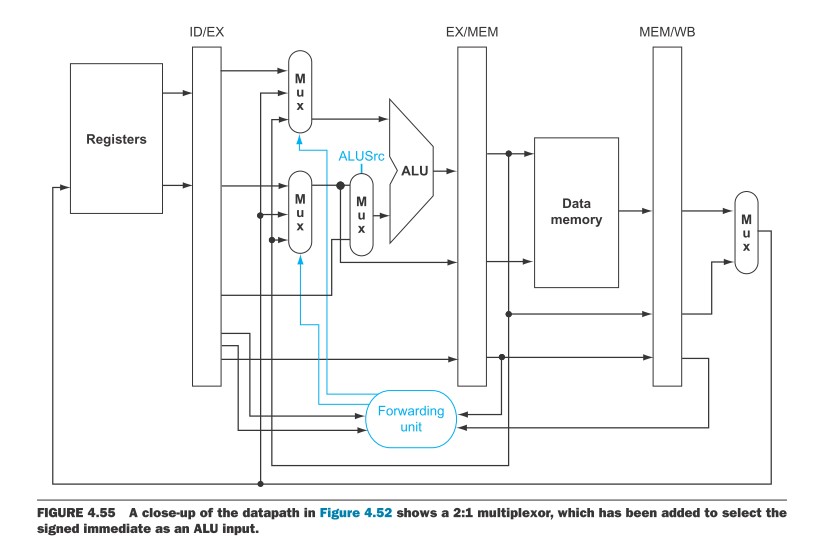 ID/EX
EX/MEM
MEM/WB
Mux
Registers
ALUSrc
ALU
Mux
Mux
Data
memory
Mux
Forwarding
unit
FIGURE 4.55 A close-up of the datapath in Figure 4.52 shows a 2:1 multiplexor, which has been added to select the
signed immediate as an ALU input.